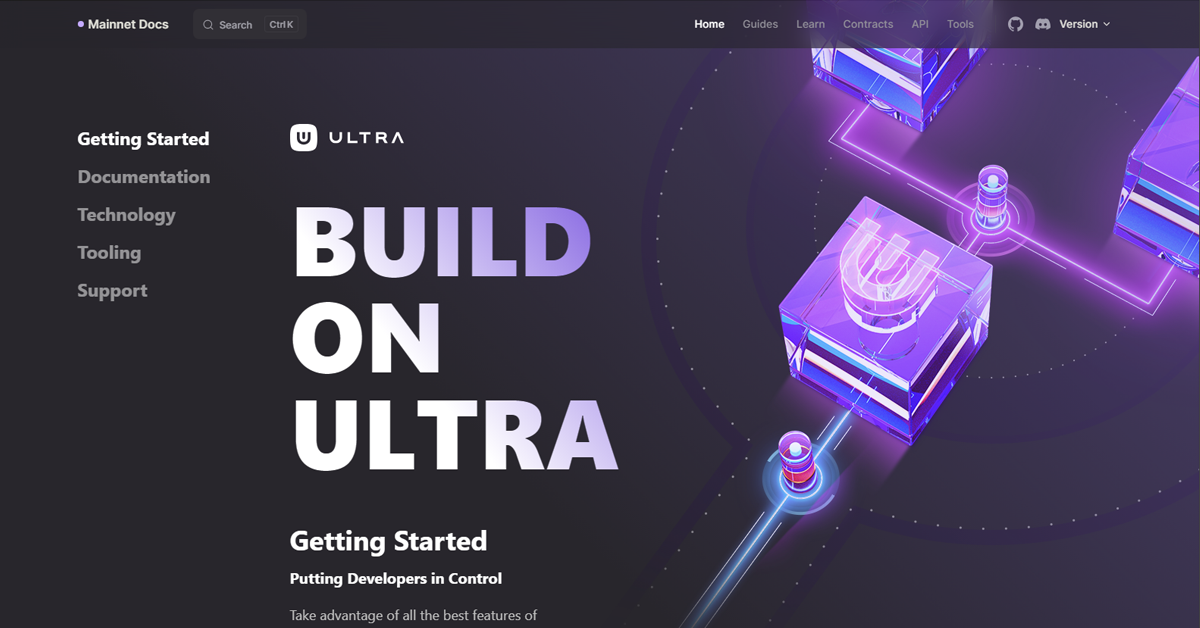 Mainnet Docs
Search
Ctrl K
Home
Guides
Learn
Contracts
API
Tools
Version
Getting Started
Documentation
Technology
Tooling
Support
ULTRA
BUILD
ON
ULTRA
Getting Started
Putting Developers in Control
Take advantage of all the best features of